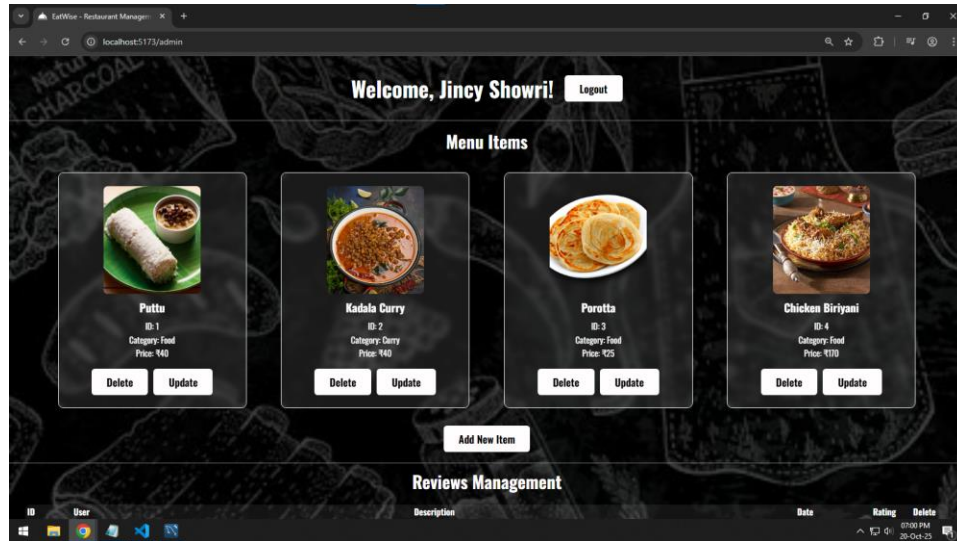 EatWise - Restaurant Managem
localhost:5173/admin
Natural
CHARCOAL
Welcome, Jincy Showri! Logout
Menu Items
Puttu
ID: 1
Category: Food
Price: ₹40
Delete Update
Kadala Curry
ID: 2
Category: Curry
Price: ₹40
Delete Update
Porotta
ID: 3
Category: Food
Price: ₹25
Delete Update
Chicken Biriyani
ID: 4
Category: Food
Price: ₹170
Delete Update
Add New Item
Reviews Management
ID User Description Date Rating Delete
07:00 PM
20-Oct-25